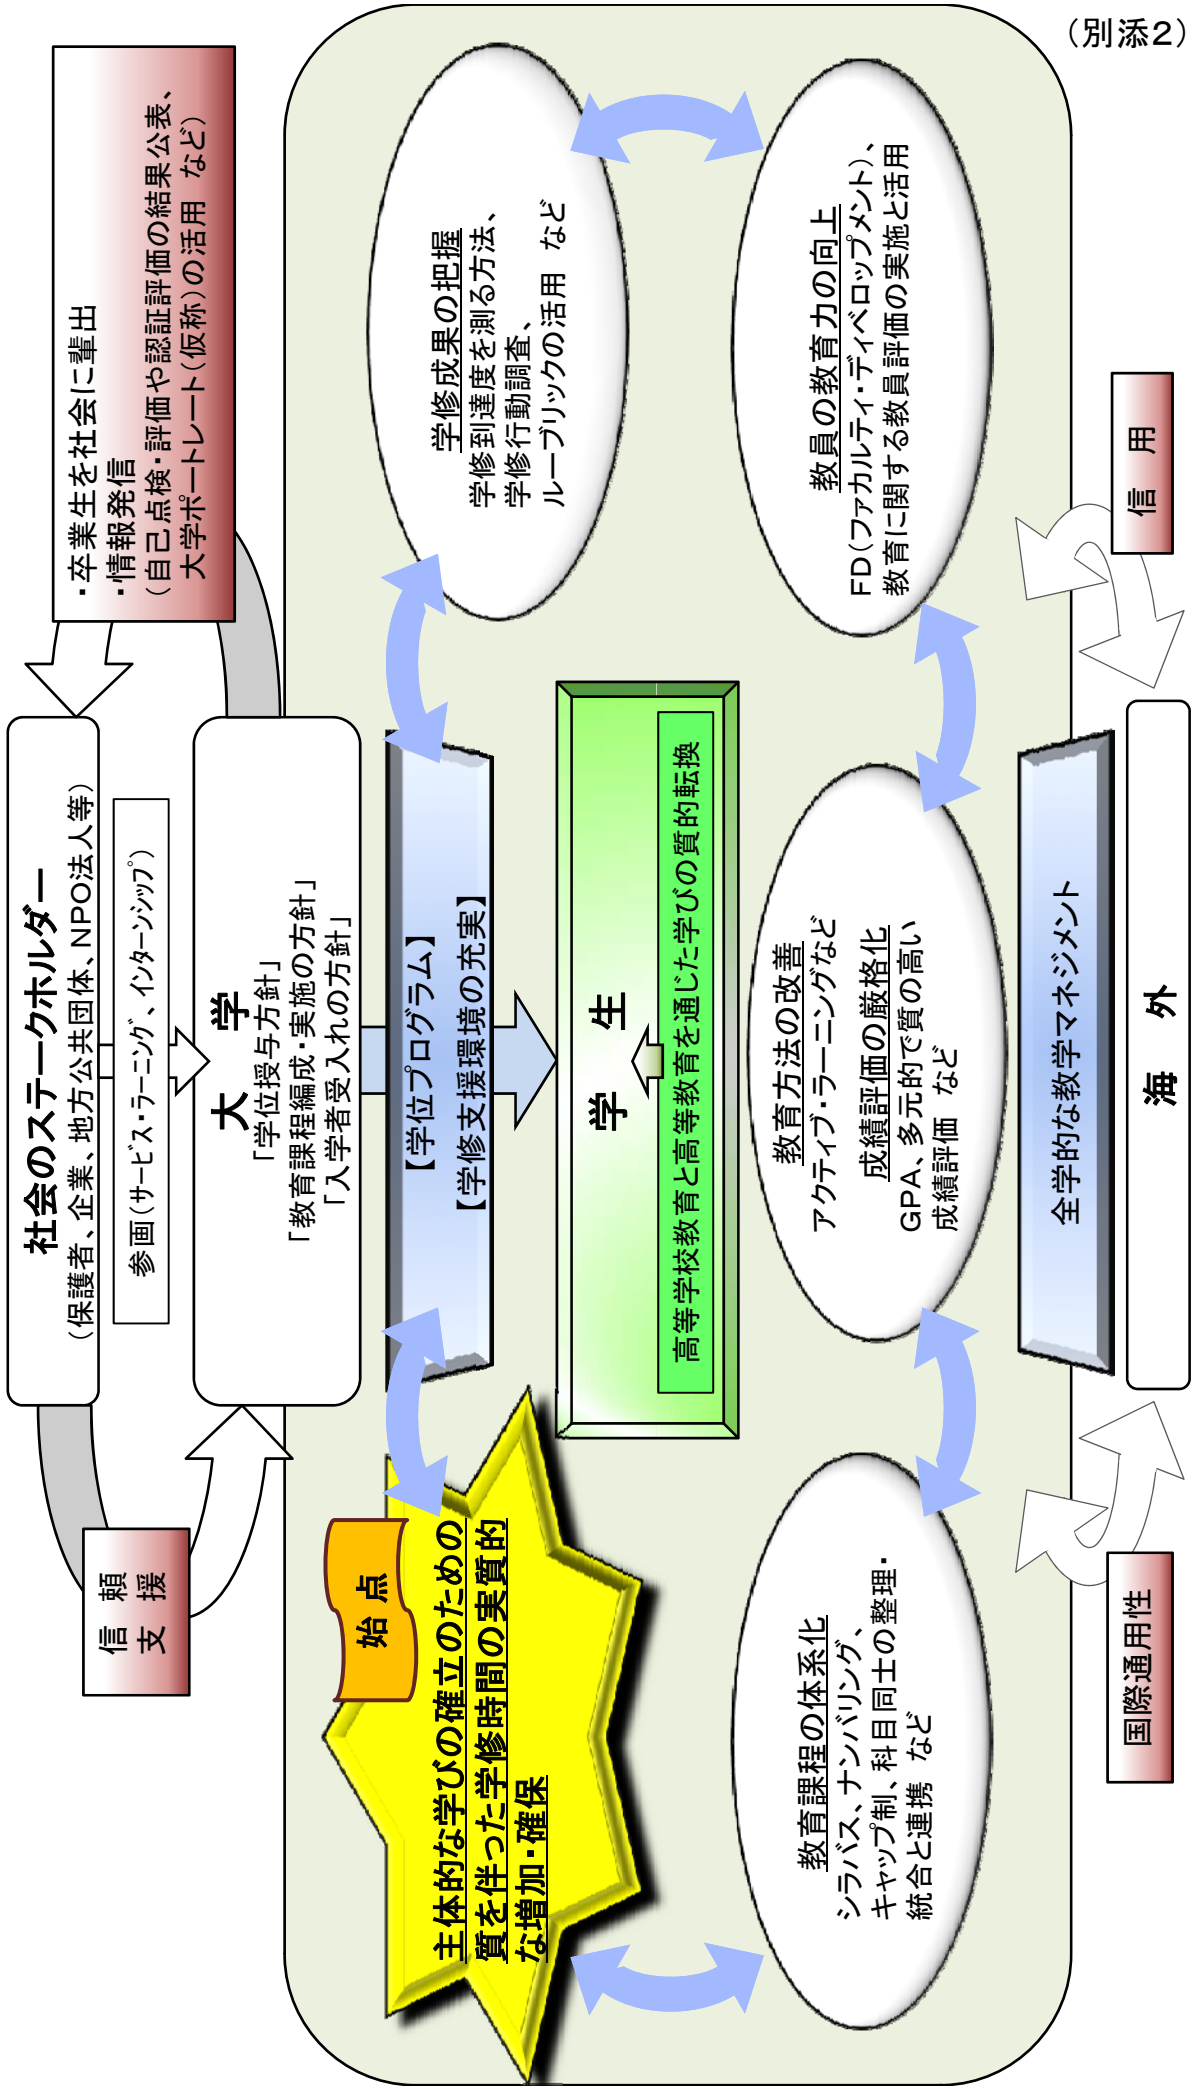 (別添2)
社会のステークホルダー
(保護者、企業、地方公共団体、NPO法人等)
参画(サービス・ラーニング、インターンシップ)
信 頼
支 援
・卒業生を社会に輩出
・情報発信
(自己点検・評価や認証評価の結果公表、
大学ポートレート(仮称)の活用 など)
大 学
「学位授与方針」
「教育課程編成・実施の方針」
「入学者受入れの方針」
始 点
主体的な学びの確立のための
質を伴った学修時間の実質的
な増加・確保
【学位プログラム】
【学修支援環境の充実】
学修成果の把握
学修到達度を測る方法、
学修行動調査、
ルーブリックの活用 など
学 生
高等学校教育と高等教育を通じた学びの質的転換
教育課程の体系化
シラバス、ナンバリング、
キャップ制、科目同士の整理・
統合と連携 など
教育方法の改善
アクティブ・ラーニングなど
成績評価の厳格化
GPA、多元的で質の高い
成績評価 など
教員の教育力の向上
FD(ファカルティ・ディベロップメント)、
教育に関する教員評価の実施と活用
全学的な教学マネジメント
国際通用性
信 用
海 外